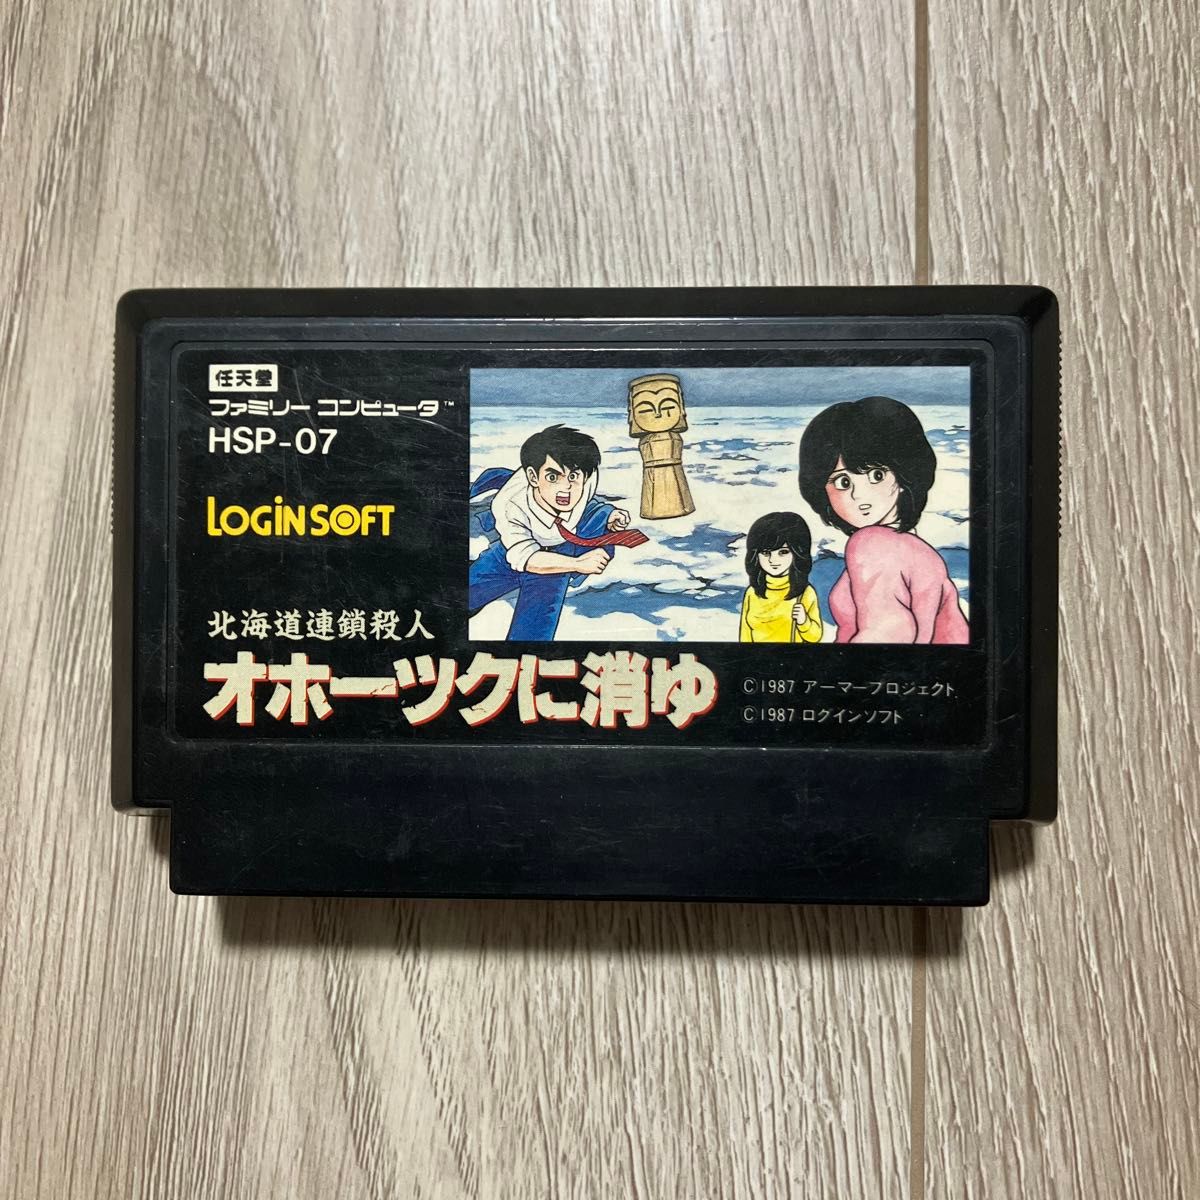 任天堂
ファミリー コンピュータ™
HSP-07
LOGiN SOFT
北海道連鎖殺人
オホーツクに消ゆ
©1987 アーマープロジェクト
©1987 ログインソフト